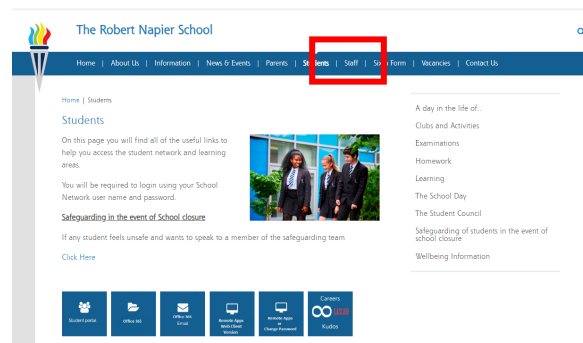 The Robert Napier School
Home | About Us | Information | News & Events | Parents | Students | Staff | Sixth Form | Vacancies | Contact Us
Home | Students
Students
On this page you will find all of the useful links to
help you access the student network and learning
areas.
You will be required to login using your School
Network user name and password.
Safeguarding in the event of School closure
If any student feels unsafe and wants to speak to a member of the safeguarding team
Click Here
A day in the life of..
Clubs and Activities
Examinations
Homework
Learning
The School Day
The Student Council
Safeguarding of students in the event of
school closure
Wellbeing Information
Student portal
Office 365
Office 365
Email
Remote Apps
Web Client
Version
Remote Apps
or
Change Password
Careers
Kudos